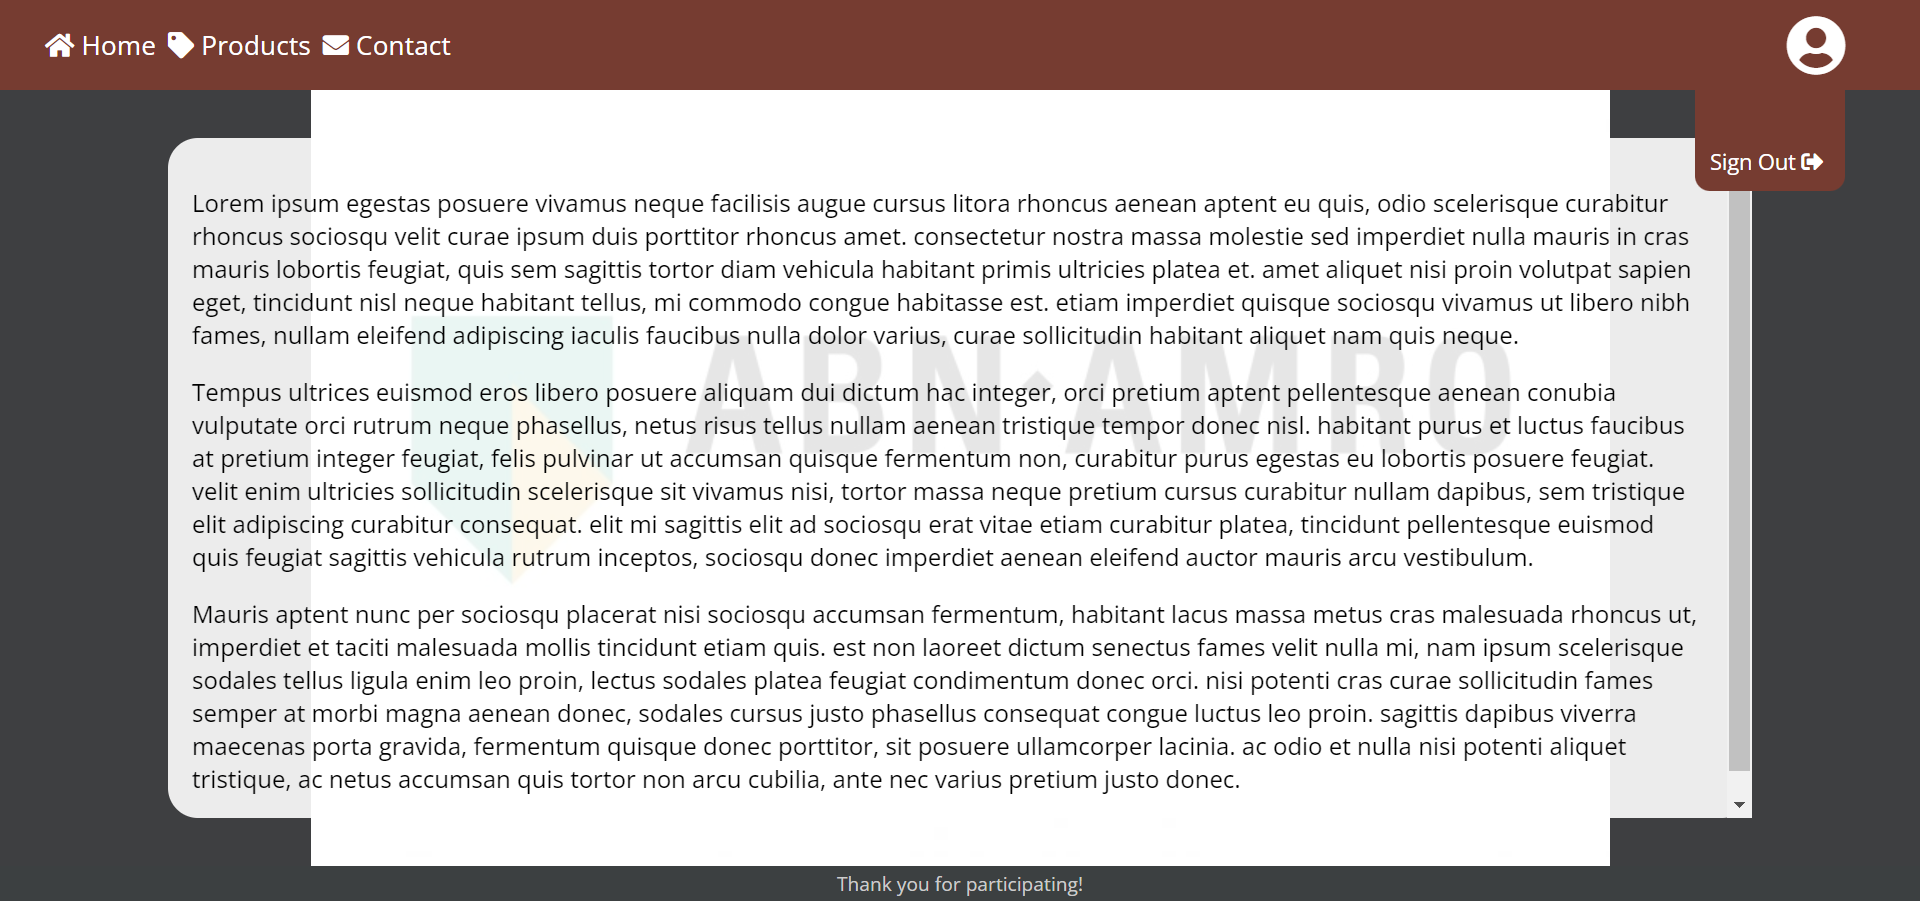 Home Products Contact
Sign Out
Lorem ipsum egestas posuere vivamus neque facilisis augue cursus litora rhoncus aenean aptent eu quis, odio scelerisque curabitur
rhoncus sociosqu velit curae ipsum duis porttitor rhoncus amet. consectetur nostra massa molestie sed imperdiet nulla mauris in cras
mauris lobortis feugiat, quis sem sagittis tortor diam vehicula habitant primis ultricies platea et. amet aliquet nisi proin volutpat sapien
eget, tincidunt nisl neque habitant tellus, mi commodo congue habitasse est. etiam imperdiet quisque sociosqu vivamus ut libero nibh
fames, nullam eleifend adipiscing iaculis faucibus nulla dolor varius, curae sollicitudin habitant aliquet nam quis neque.
ABN AMRO
Tempus ultrices euismod eros libero posuere aliquam dui dictum hac integer, orci pretium aptent pellentesque aenean conubia
vulputate orci rutrum neque phasellus, netus risus tellus nullam aenean tristique tempor donec nisl. habitant purus et luctus faucibus
at pretium integer feugiat, felis pulvinar ut accumsan quisque fermentum non, curabitur purus egestas eu lobortis posuere feugiat.
velit enim ultricies sollicitudin scelerisque sit vivamus nisi, tortor massa neque pretium cursus curabitur nullam dapibus, sem tristique
elit adipiscing curabitur consequat. elit mi sagittis elit ad sociosqu erat vitae etiam curabitur platea, tincidunt pellentesque euismod
quis feugiat sagittis vehicula rutrum inceptos, sociosqu donec imperdiet aenean eleifend auctor mauris arcu vestibulum.
Mauris aptent nunc per sociosqu placerat nisi sociosqu accumsan fermentum, habitant lacus massa metus cras malesuada rhoncus ut,
imperdiet et taciti malesuada mollis tincidunt etiam quis. est non laoreet dictum senectus fames velit nulla mi, nam ipsum scelerisque
sodales tellus ligula enim leo proin, lectus sodales platea feugiat condimentum donec orci. nisi potenti cras curae sollicitudin fames
semper at morbi magna aenean donec, sodales cursus justo phasellus consequat congue luctus leo proin. sagittis dapibus viverra
maecenas porta gravida, fermentum quisque donec porttitor, sit posuere ullamcorper lacinia. ac odio et nulla nisi potenti aliquet
tristique, ac netus accumsan quis tortor non arcu cubilia, ante nec varius pretium justo donec.
Thank you for participating!